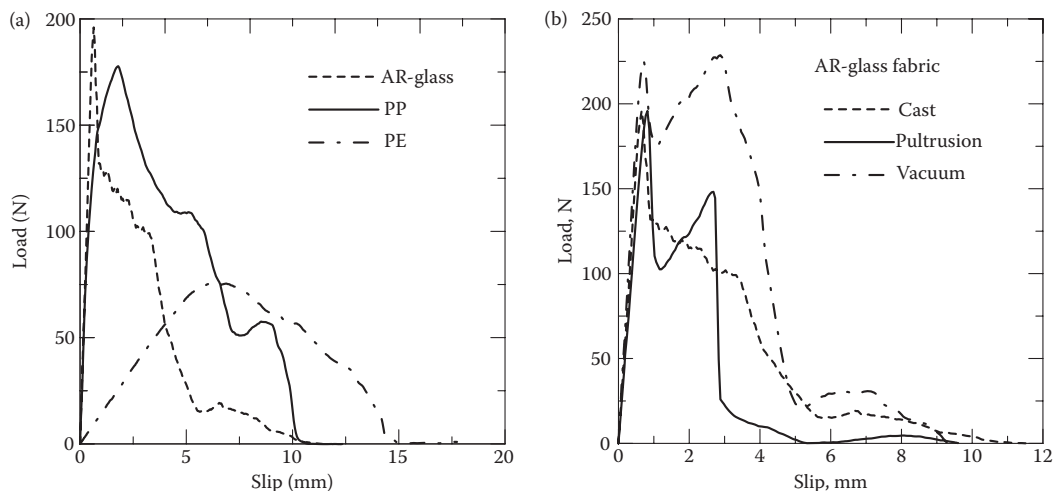 (a)
200
150
100
50
0
Load (N)
AR-glass
PP
PE
0 5 10 15 20
Slip (mm)
(b)
250
200
150
100
50
0
Load, N
AR-glass fabric
Cast
Pultrusion
Vacuum
0 2 4 6 8 10 12
Slip, mm